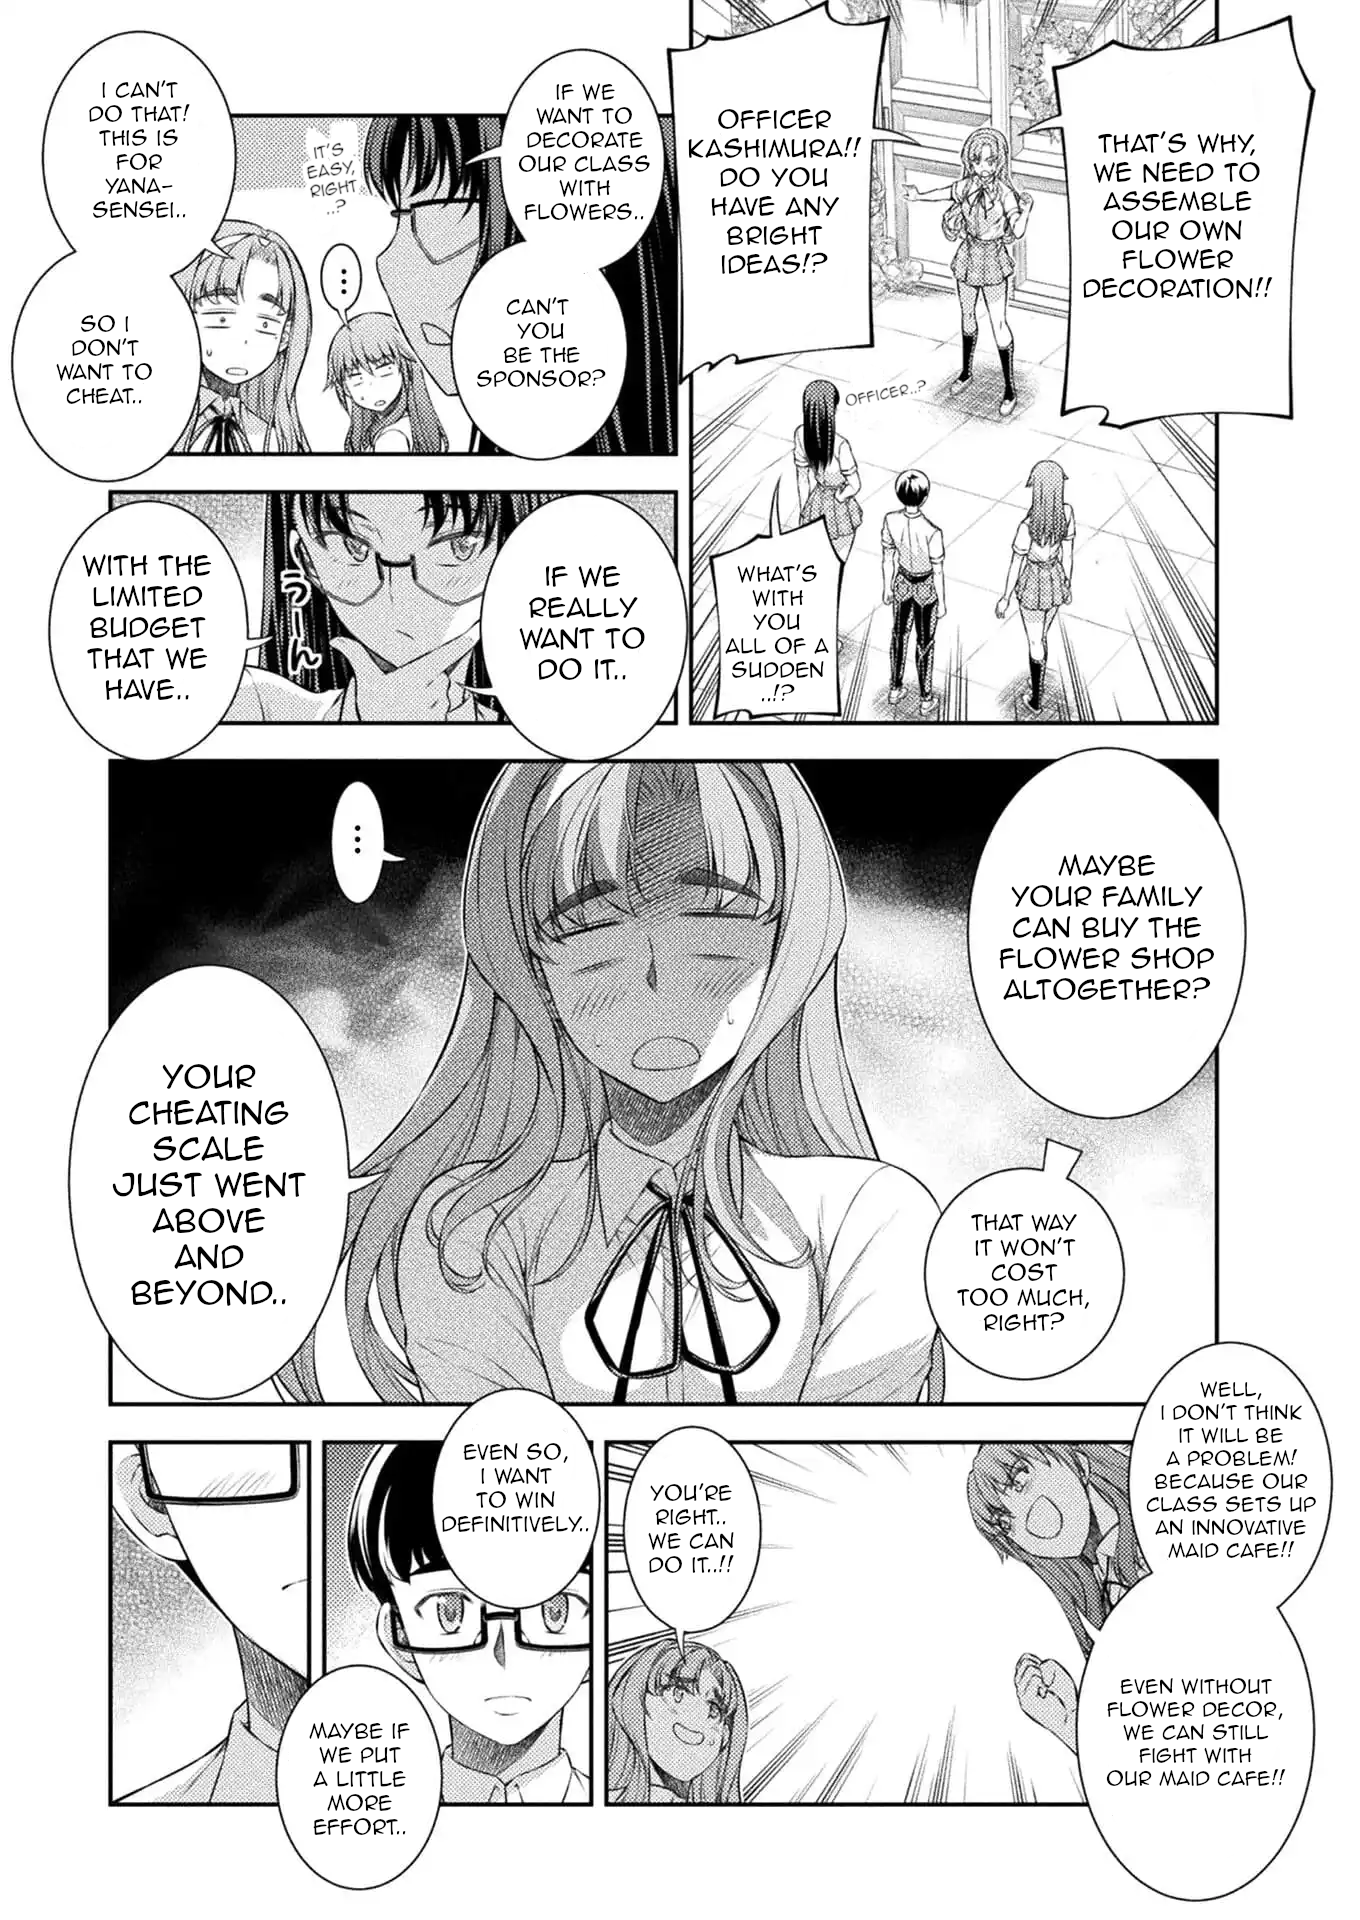 THAT'S WHY,
WE NEED TO
ASSEMBLE
OUR OWN
FLOWER
DECORATION!!
OFFICER
KASHIMURA!!
DO YOU
HAVE ANY
BRIGHT
IDEAS!?
OFFICER..?
WHAT'S
WITH
YOU
ALL OF A
SUDDEN
..!?
IF WE
WANT TO
DECORATE
OUR CLASS
WITH
FLOWERS..
CAN'T
YOU
BE THE
SPONSOR?
IT'S
EASY,
RIGHT
..?
...
I CAN'T
DO THAT!
THIS IS
FOR
YANA-
SENSEI..
SO I
DON'T
WANT TO
CHEAT..
IF WE
REALLY
WANT TO
DO IT..
うーん
WITH THE
LIMITED
BUDGET
THAT WE
HAVE..
MAYBE
YOUR FAMILY
CAN BUY THE
FLOWER SHOP
ALTOGETHER?
THAT WAY
IT WON'T
COST
TOO MUCH,
RIGHT?
...
YOUR
CHEATING
SCALE
JUST WENT
ABOVE
AND
BEYOND..
WELL,
I DON'T THINK
IT WILL BE
A PROBLEM!
BECAUSE OUR
CLASS SETS UP
AN INNOVATIVE
MAID CAFE!!
EVEN WITHOUT
FLOWER DECOR,
WE CAN STILL
FIGHT WITH
OUR MAID CAFE!!
YOU'RE
RIGHT..
WE CAN
DO IT..!!
EVEN SO,
I WANT
TO WIN
DEFINITIVELY..
MAYBE IF
WE PUT
A LITTLE
MORE
EFFORT..